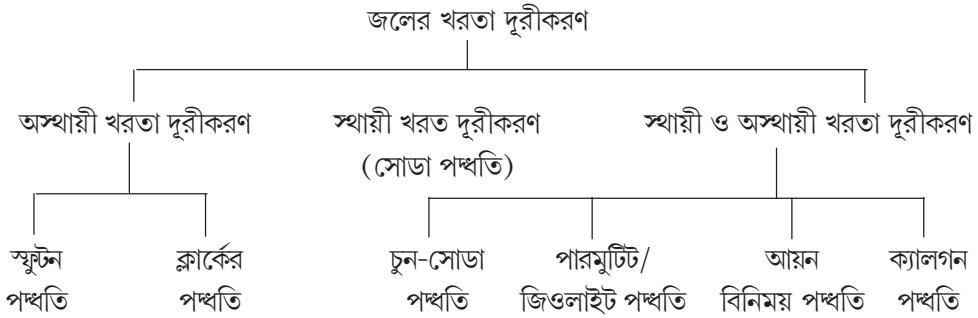 জলের খরতা দূরীকরণ
অস্থায়ী খরতা দূরীকরণ
স্থায়ী খরত দূরীকরণ
(সোডা পদ্ধতি)
স্থায়ী ও অস্থায়ী খরতা দূরীকরণ
স্ফুটন
পদ্ধতি
ক্লার্কের
পদ্ধতি
চুন-সোডা
পদ্ধতি
পারমুটিট/
জিওলাইট পদ্ধতি
আয়ন
বিনিময় পদ্ধতি
ক্যালগন
পদ্ধতি